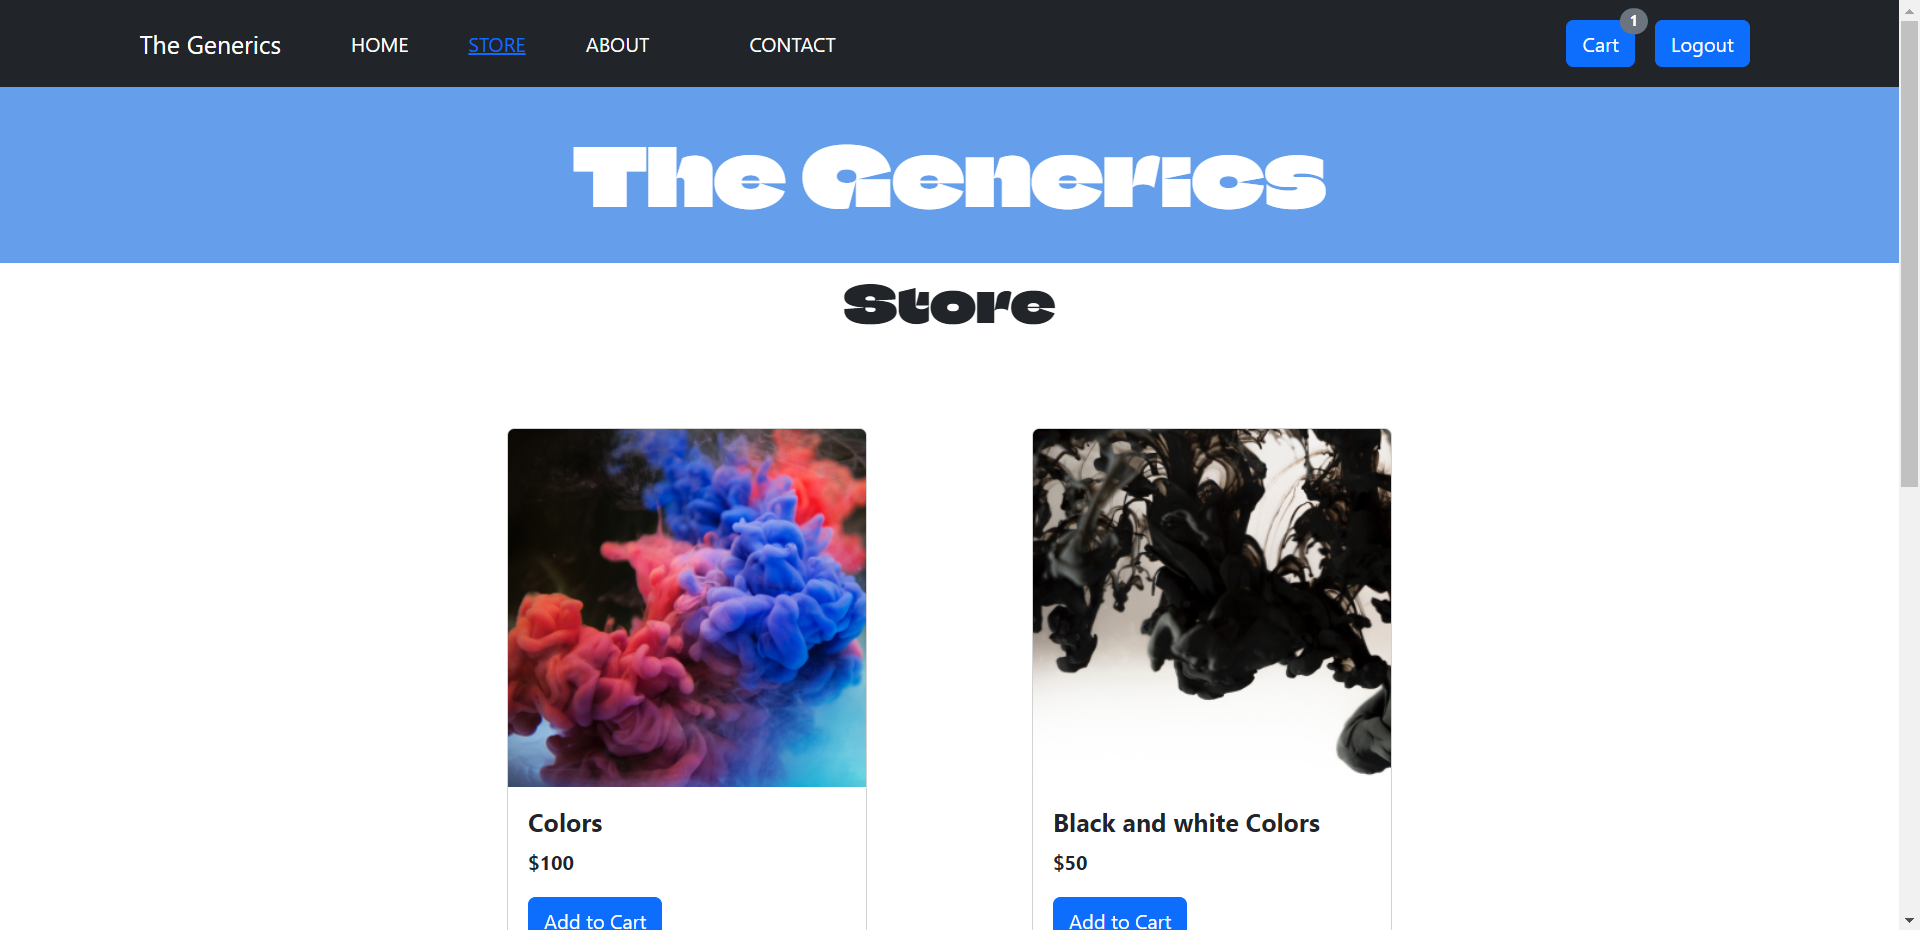 The Generics HOME STORE ABOUT CONTACT Cart 1 Logout
The Generics
Store
Colors
$100
Add to Cart
Black and white Colors
$50
Add to Cart